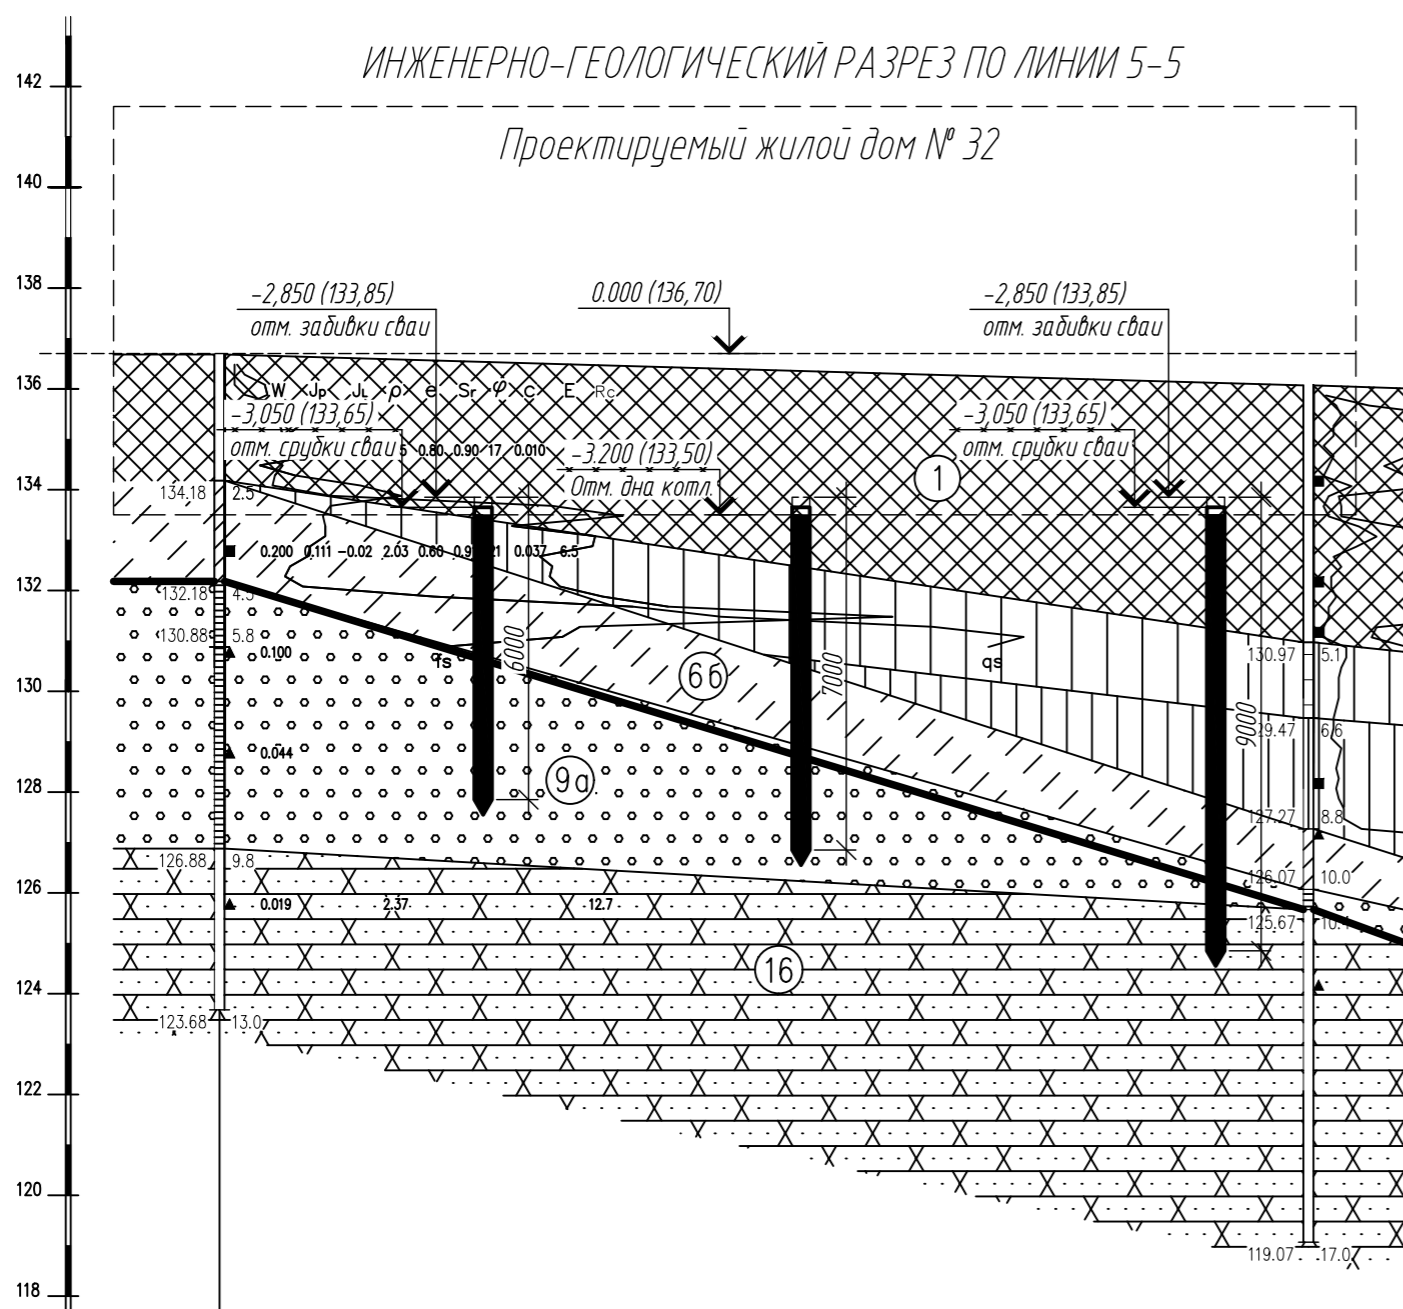 ИНЖЕНЕРНО-ГЕОЛОГИЧЕСКИЙ РАЗРЕЗ ПО ЛИНИИ 5-5
142
Проектируемый жилой дом № 32
140
138
-2,850 (133,85)
отм. забивки сваи
0.000 (136,70)
-2,850 (133,85)
отм. забивки сваи
136
W Jp JL ρ e Sr φ c E Rc
-3,050 (133,65)
отм. срубки сваи
5 0.80 0.90 17 0.010
-3.200 (133,50)
Отм. дна котл.
-3,050 (133,65)
отм. срубки сваи
1
134
134.18 2.5
0.200 0.111 -0.02 2.03 0.60 0.9 21 0.037 6.5
132
132.18 4.5
130.88 5.8
0.100
fs
6000
6б
7000
qs
130.97 5.1
130
9000
29.47 6.6
0.044
9а
128
127.27 8.8
126.88 9.8
126
126.07 10.0
0.019 2.37 12.7
125.67 10.4
16
124
123.68 13.0
122
120
119.07 17.0
118